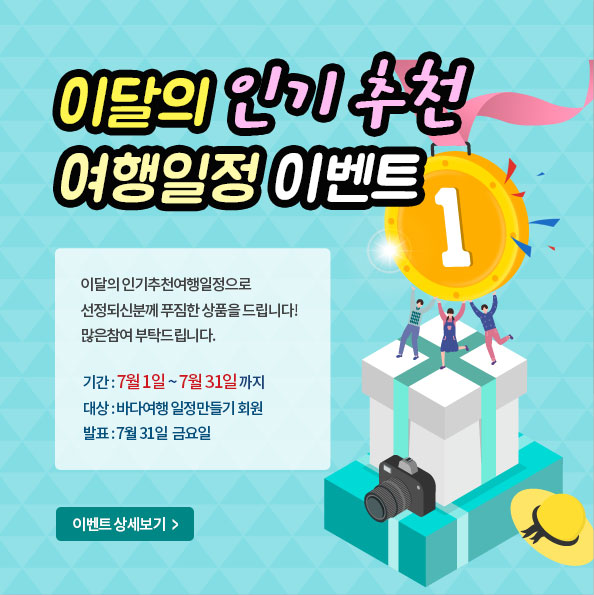 이달의 인기 추천
여행일정 이벤트
1
이달의 인기추천여행일정으로
선정되신분께 푸짐한 상품을 드립니다!
많은참여 부탁드립니다.
기간 : 7월 1일 ~ 7월 31일 까지
대상 : 바다여행 일정만들기 회원
발표 : 7월 31일 금요일
이벤트 상세보기 >